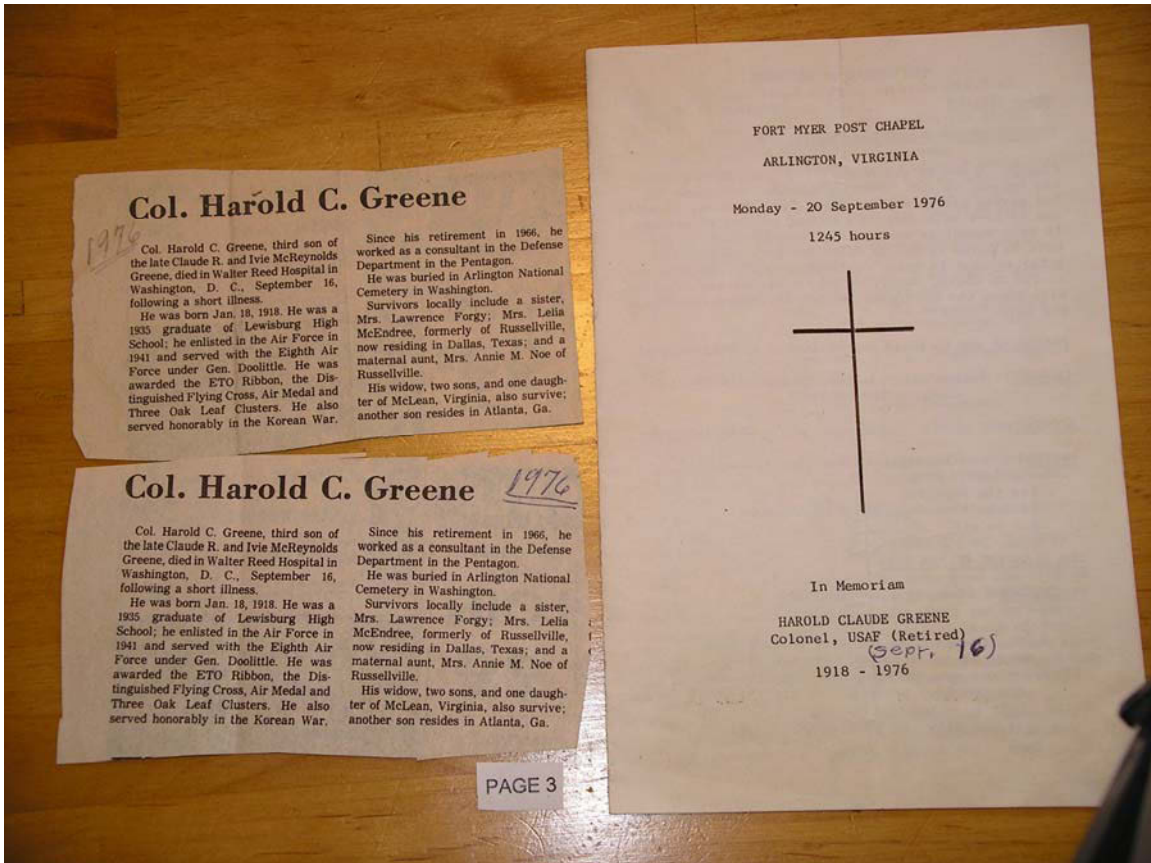 Col. Harold C. Greene
1976
Col. Harold C. Greene, third son of
the late Claude R. and Ivie McReynolds
Greene, died in Walter Reed Hospital in
Washington, D. C., September 16,
following a short illness.
He was born Jan. 18, 1918. He was a
1935 graduate of Lewisburg High
School; he enlisted in the Air Force in
1941 and served with the Eighth Air
Force under Gen. Doolittle. He was
awarded the ETO Ribbon, the Dis-
tinguished Flying Cross, Air Medal and
Three Oak Leaf Clusters. He also
served honorably in the Korean War.
Since his retirement in 1966, he
worked as a consultant in the Defense
Department in the Pentagon.
He was buried in Arlington National
Cemetery in Washington.
Survivors locally include a sister,
Mrs. Lawrence Forgy; Mrs. Lelia
McEndree, formerly of Russellville,
now residing in Dallas, Texas; and a
maternal aunt, Mrs. Annie M. Noe of
Russellville.
His widow, two sons, and one daugh-
ter of McLean, Virginia, also survive;
another son resides in Atlanta, Ga.
Col. Harold C. Greene
1976
Col. Harold C. Greene, third son of
the late Claude R. and Ivie McReynolds
Greene, died in Walter Reed Hospital in
Washington, D. C., September 16,
following a short illness.
He was born Jan. 18, 1918. He was a
1935 graduate of Lewisburg High
School; he enlisted in the Air Force in
1941 and served with the Eighth Air
Force under Gen. Doolittle. He was
awarded the ETO Ribbon, the Dis-
tinguished Flying Cross, Air Medal and
Three Oak Leaf Clusters. He also
served honorably in the Korean War.
Since his retirement in 1966, he
worked as a consultant in the Defense
Department in the Pentagon.
He was buried in Arlington National
Cemetery in Washington.
Survivors locally include a sister,
Mrs. Lawrence Forgy; Mrs. Lelia
McEndree, formerly of Russellville,
now residing in Dallas, Texas; and a
maternal aunt, Mrs. Annie M. Noe of
Russellville.
His widow, two sons, and one daugh-
ter of McLean, Virginia, also survive;
another son resides in Atlanta, Ga.
PAGE 3
FORT MYER POST CHAPEL
ARLINGTON, VIRGINIA
Monday - 20 September 1976
1245 hours
In Memoriam
HAROLD CLAUDE GREENE
Colonel, USAF (Retired)
(Sept. 16)
1918 - 1976